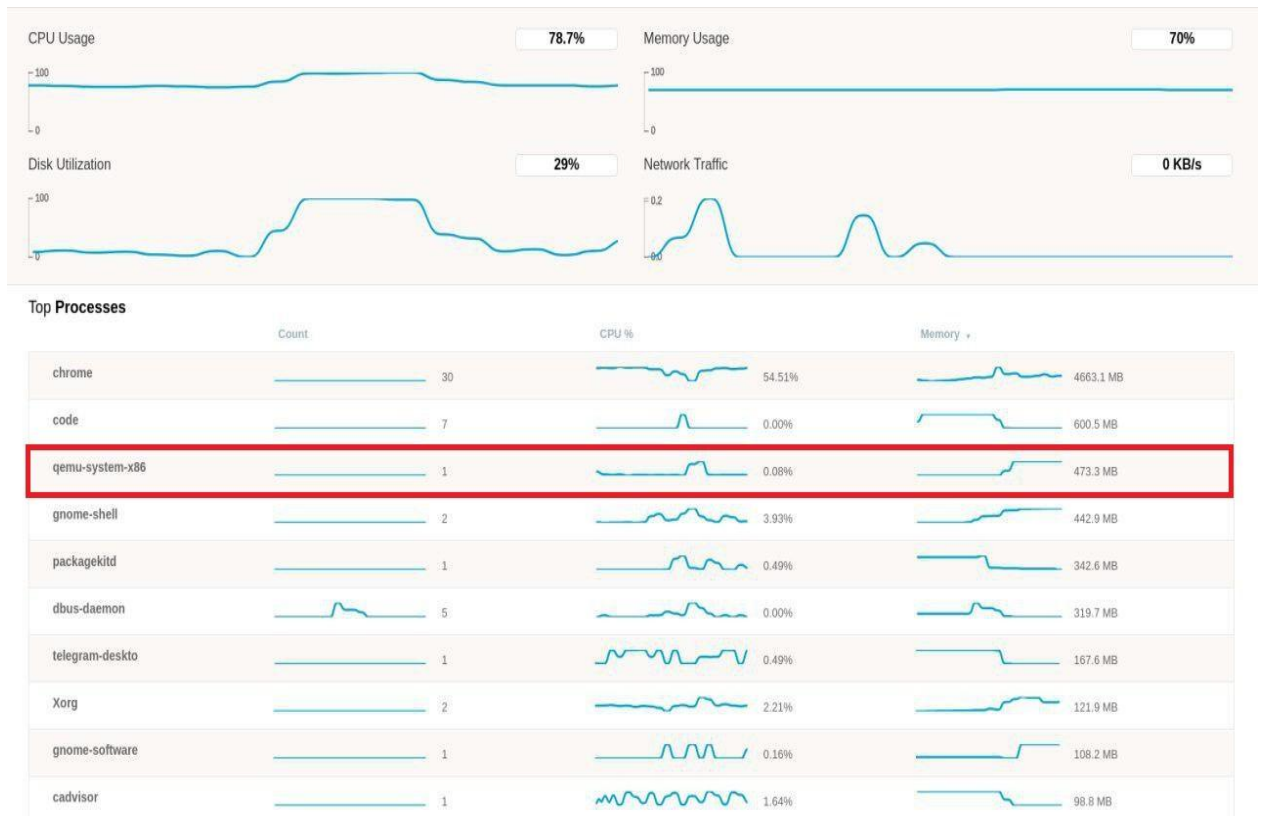 CPU Usage 78.7% Memory Usage 70%
100 100
0 0
Disk Utilization 29% Network Traffic 0 KB/s
100 0.2
0 0.0
Top Processes
Count CPU % Memory
chrome 30 54.51% 4663.1 MB
code 7 0.00% 600.5 MB
qemu-system-x86 1 0.08% 473.3 MB
gnome-shell 2 3.93% 442.9 MB
packagekitd 1 0.49% 342.6 MB
dbus-daemon 5 0.00% 319.7 MB
telegram-deskto 1 0.49% 167.6 MB
Xorg 2 2.21% 121.9 MB
gnome-software 1 0.16% 108.2 MB
cadvisor 1 1.64% 98.8 MB